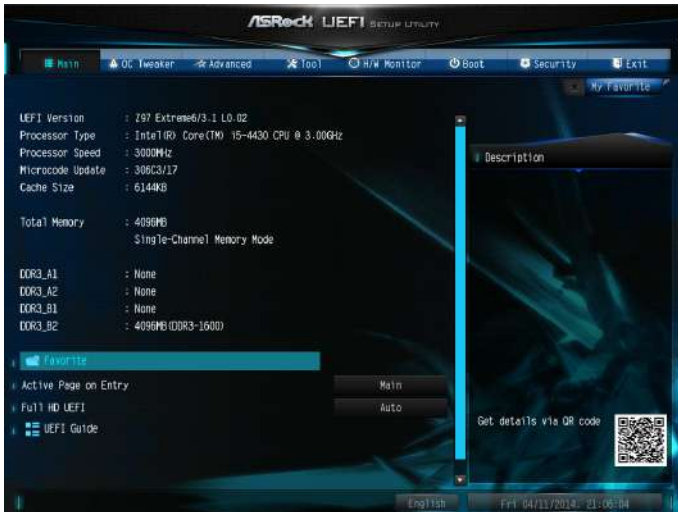 ASRock UEFI SETUP UTILITY
Main OC Tweaker Advanced Tool H/W Monitor Boot Security Exit
My Favorite
UEFI Version : Z97 Extreme6/3.1 L0.02
Processor Type : Intel(R) Core(TM) i5-4430 CPU @ 3.00GHz
Processor Speed : 3000MHz
Microcode Update : 306C3/17
Cache Size : 6144KB
Total Memory : 4096MB
Single-Channel Memory Mode
DDR3_A1 : None
DDR3_A2 : None
DDR3_B1 : None
DDR3_B2 : 4096MB(DDR3-1600)
Favorite
Active Page on Entry Main
Full HD UEFI Auto
UEFI Guide
Description
Get details via QR code
English Fri 04/11/2014, 21:06:04